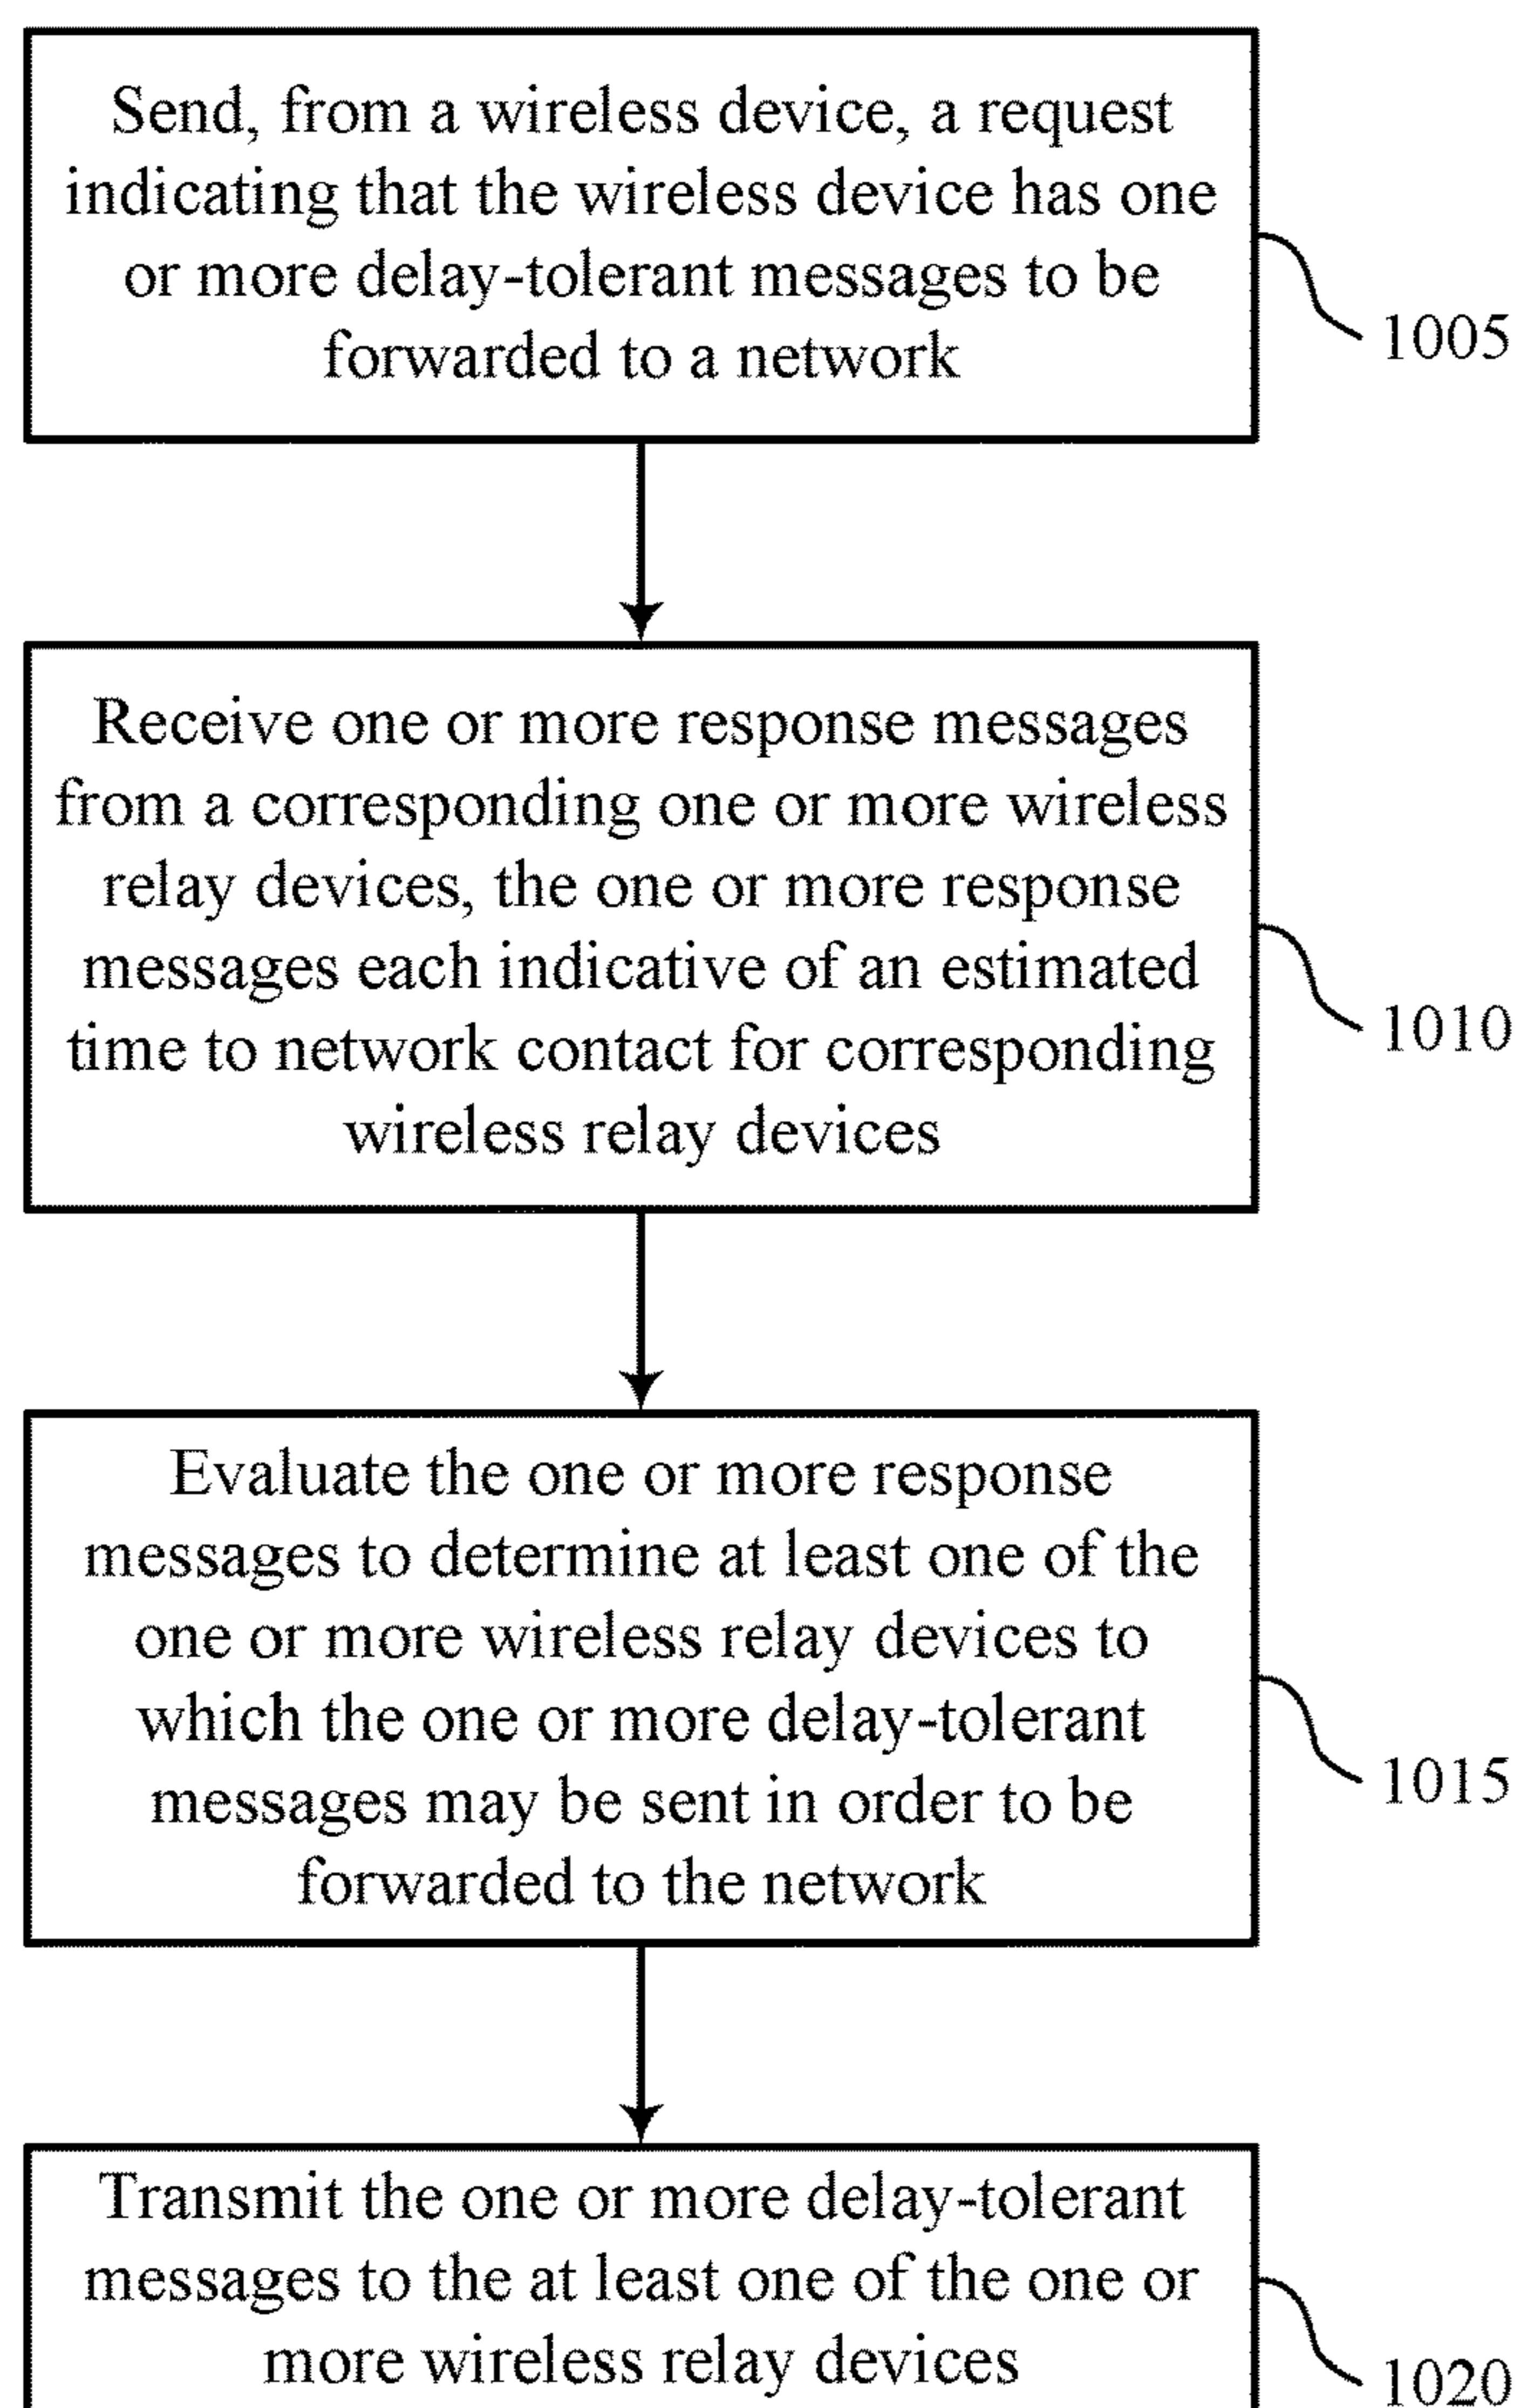 Send, from a wireless device, a request
indicating that the wireless device has one
or more delay-tolerant messages to be
forwarded to a network
1005
Receive one or more response messages
from a corresponding one or more wireless
relay devices, the one or more response
messages each indicative of an estimated
time to network contact for corresponding
wireless relay devices
1010
Evaluate the one or more response
messages to determine at least one of the
one or more wireless relay devices to
which the one or more delay-tolerant
messages may be sent in order to be
forwarded to the network
1015
Transmit the one or more delay-tolerant
messages to the at least one of the one or
more wireless relay devices
1020